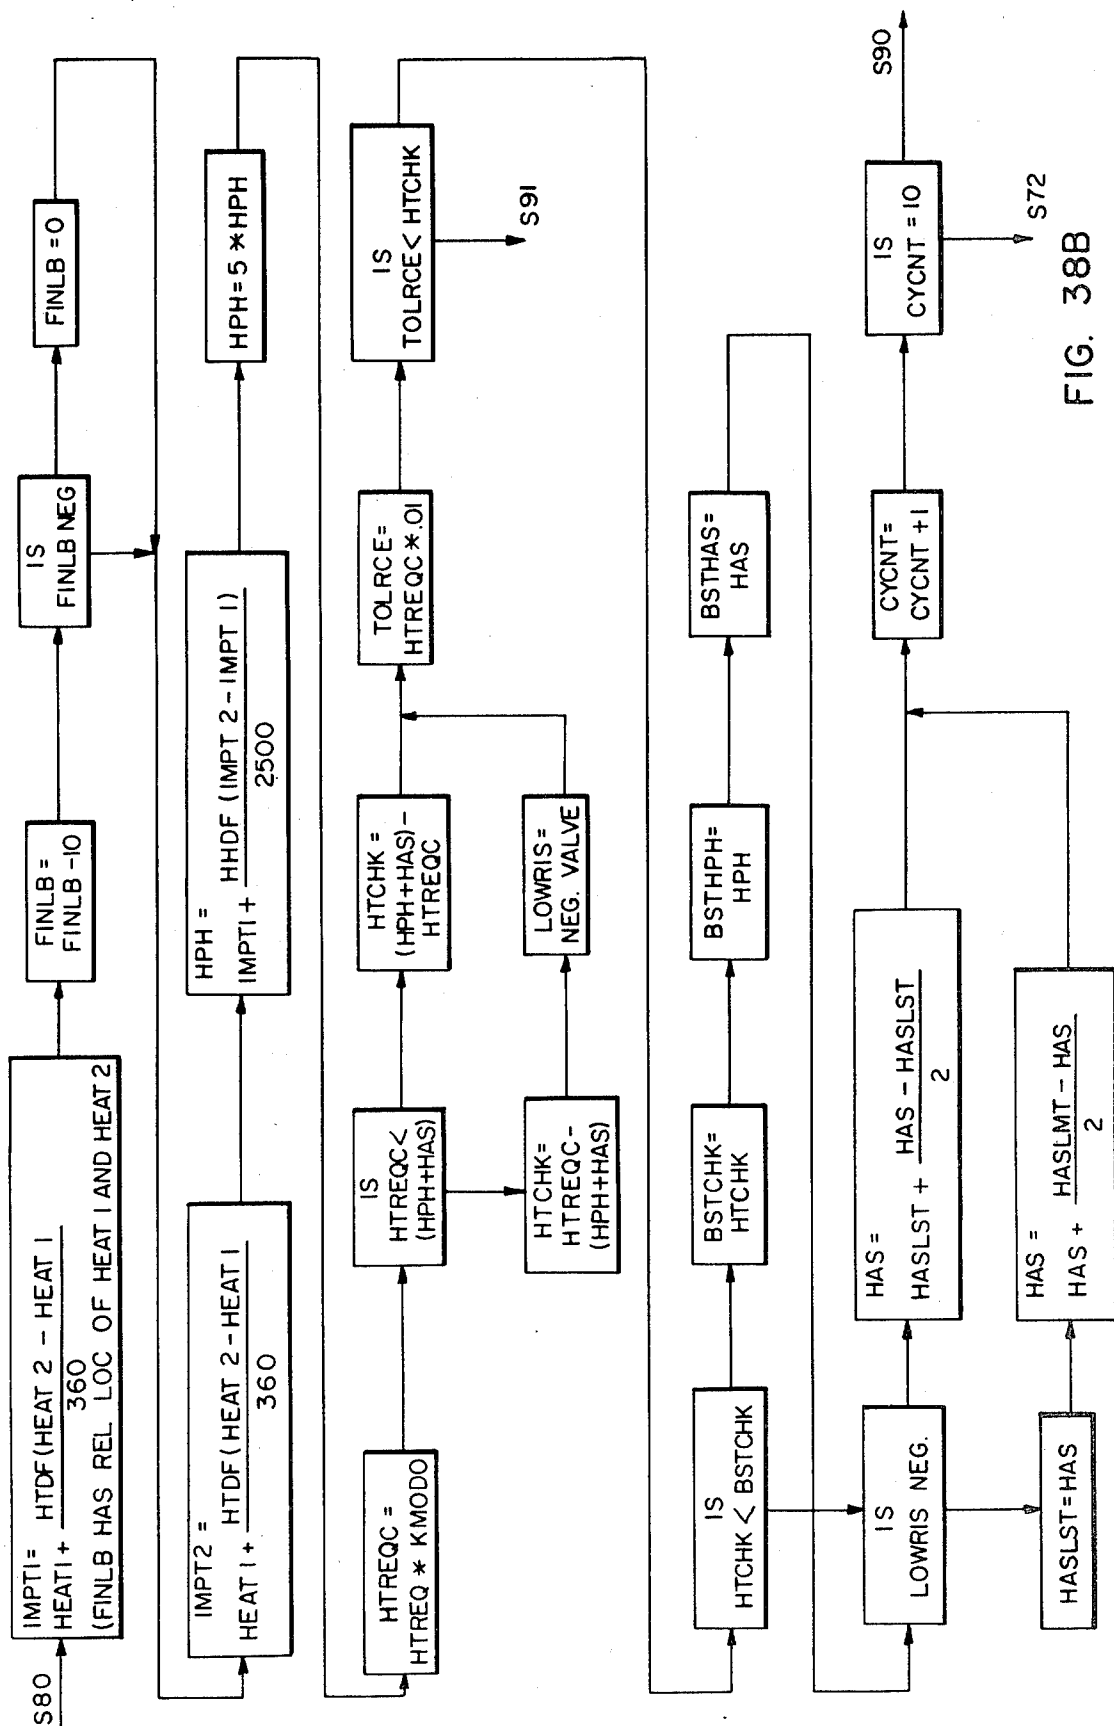 S80
IMPT1=
HEAT1+ HTDF(HEAT 2 - HEAT 1
360
(FINLB HAS REL LOC OF HEAT 1 AND HEAT 2
FINLB=
FINLB -10
IS
FINLB NEG
FINLB =0
IMPT2=
HEAT 1+ HTDF(HEAT 2-HEAT1
360
HPH =
IMPT1+ HHDF (IMPT 2 - IMPT 1)
2500
HPH=5 *HPH
HTREQC =
HTREQ * KMODO
IS
HTREQC<
(HPH+HAS)
HTCHK =
(HPH+HAS)-
HTREQC
HTCHK=
HTREQC-
(HPH+HAS)
LOWRIS=
NEG. VALVE
TOLRCE=
HTREQC *.01
IS
TOLRCE< HTCHK
S91
IS
HTCHK < BSTCHK
BSTCHK=
HTCHK
BSTHPH=
HPH
BSTHAS=
HAS
IS
LOWRIS NEG.
HAS =
HASLST + HAS - HASLST
2
HASLST=HAS
HAS =
HAS + HASLMT - HAS
2
CYCNT=
CYCNT +1
IS
CYCNT =10
S90
S72
FIG. 38B